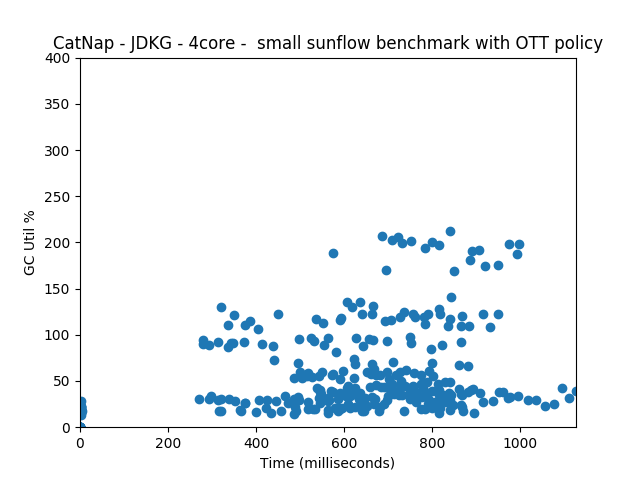 CatNap - JDKG - 4core -  small sunflow benchmark with OTT policy
400
350
300
250
200
150
100
50
0
GC Util %
0 200 400 600 800 1000
Time (milliseconds)